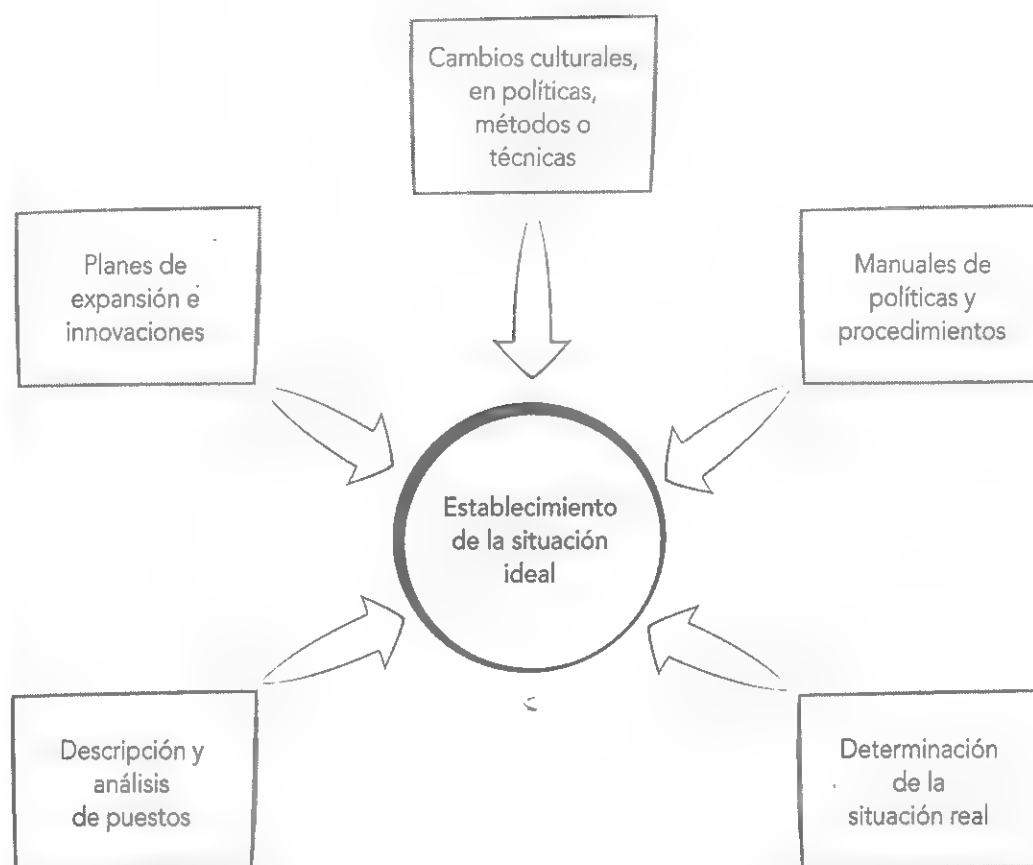 Cambios culturales,
en políticas,
métodos o
técnicas
Planes de
expansión e
innovaciones
Manuales de
políticas y
procedimientos
Establecimiento
de la situación
ideal
Descripción y
análisis
de puestos
Determinación
de la
situación real